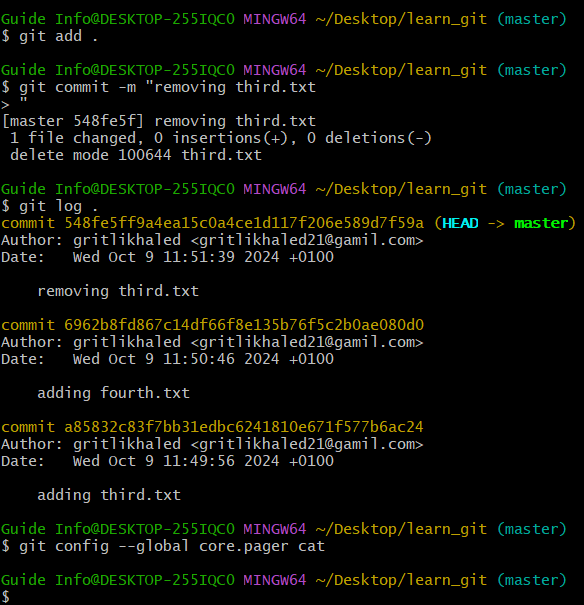 Guide Info@DESKTOP-255IQC0 MINGW64 ~/Desktop/learn_git (master)
$ git add .

Guide Info@DESKTOP-255IQC0 MINGW64 ~/Desktop/learn_git (master)
$ git commit -m "removing third.txt
> "
[master 548fe5f] removing third.txt
 1 file changed, 0 insertions(+), 0 deletions(-)
 delete mode 100644 third.txt

Guide Info@DESKTOP-255IQC0 MINGW64 ~/Desktop/learn_git (master)
$ git log .
commit 548fe5ff9a4ea15c0a4ce1d117f206e589d7f59a (HEAD -> master)
Author: gritlikhaled <gritlikhaled21@gamil.com>
Date:   Wed Oct 9 11:51:39 2024 +0100

    removing third.txt

commit 6962b8fd867c14df66f8e135b76f5c2b0ae080d0
Author: gritlikhaled <gritlikhaled21@gamil.com>
Date:   Wed Oct 9 11:50:46 2024 +0100

    adding fourth.txt

commit a85832c83f7bb31edbc6241810e671f577b6ac24
Author: gritlikhaled <gritlikhaled21@gamil.com>
Date:   Wed Oct 9 11:49:56 2024 +0100

    adding third.txt

Guide Info@DESKTOP-255IQC0 MINGW64 ~/Desktop/learn_git (master)
$ git config --global core.pager cat

Guide Info@DESKTOP-255IQC0 MINGW64 ~/Desktop/learn_git (master)
$